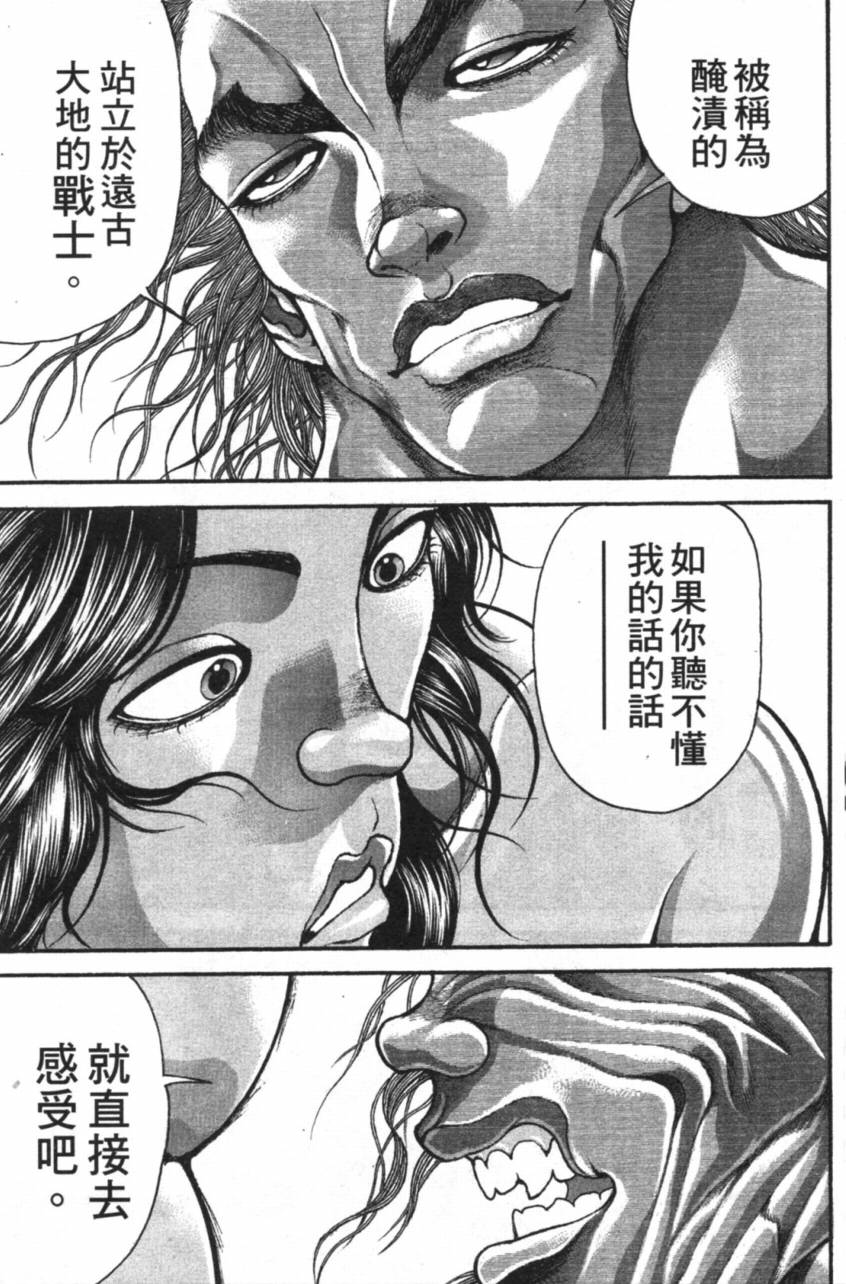 被稱為
醃漬的
站立於遠古
大地的戰士。
如果你聽不懂
我的話的話
——
就直接去
感受吧。